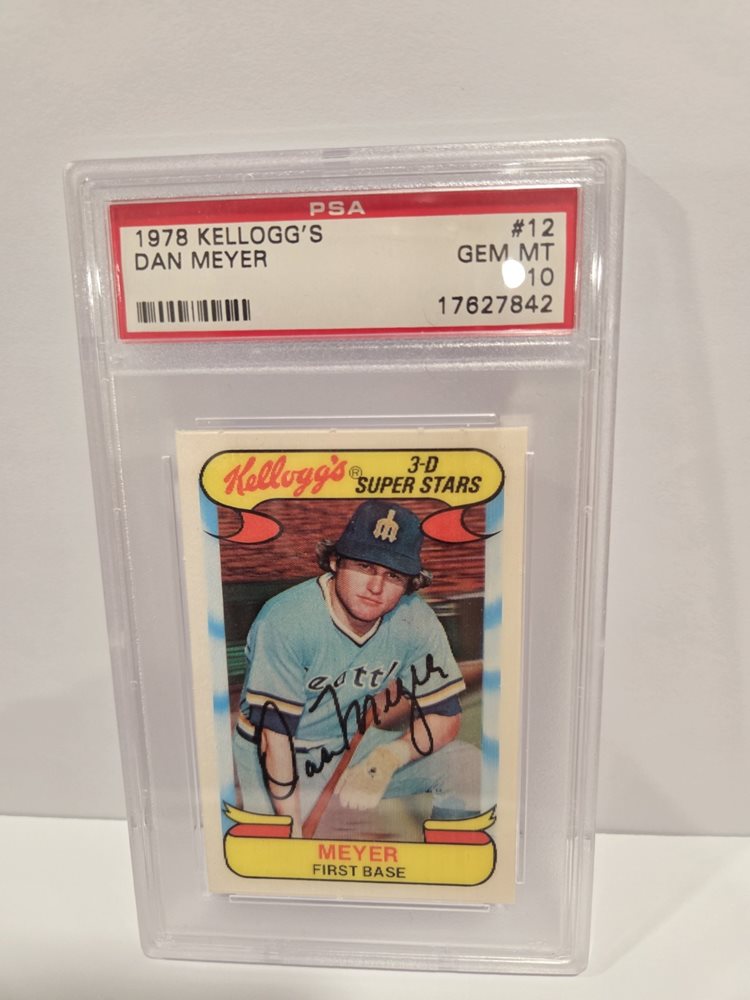 PSA
1978 KELLOGG'S #12
DAN MEYER GEM MT
10
17627842
Kellogg's® 3-D
SUPER STARS
eattl
Dan Meyer
MEYER
FIRST BASE